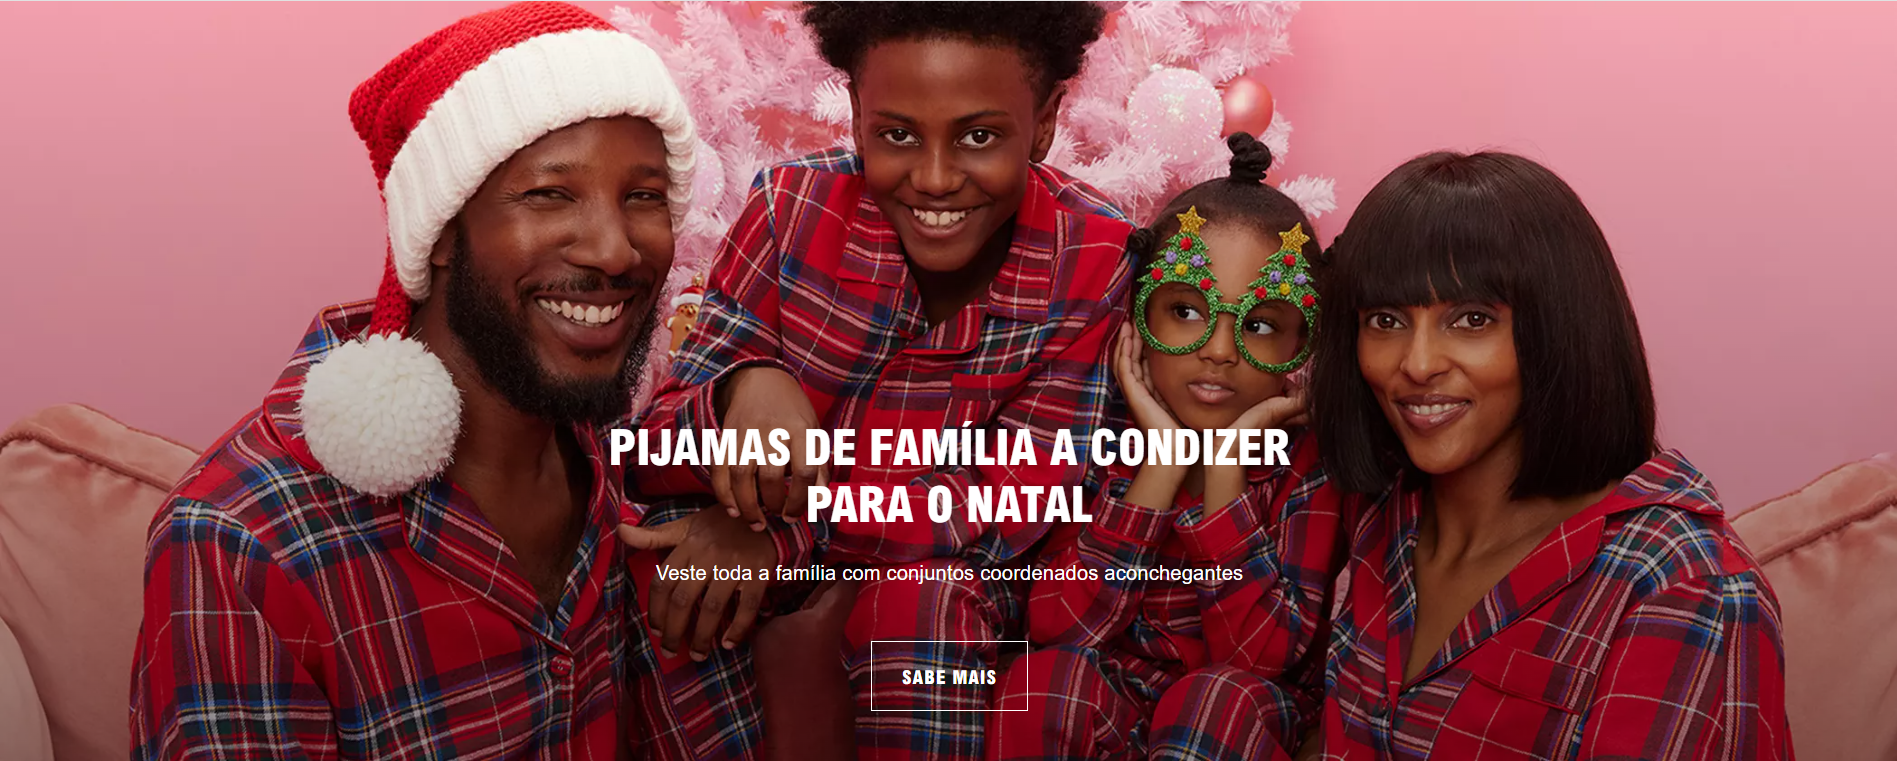 PIJAMAS DE FAMÍLIA A CONDIZER
PARA O NATAL
Veste toda a família com conjuntos coordenados aconchegantes
SABE MAIS